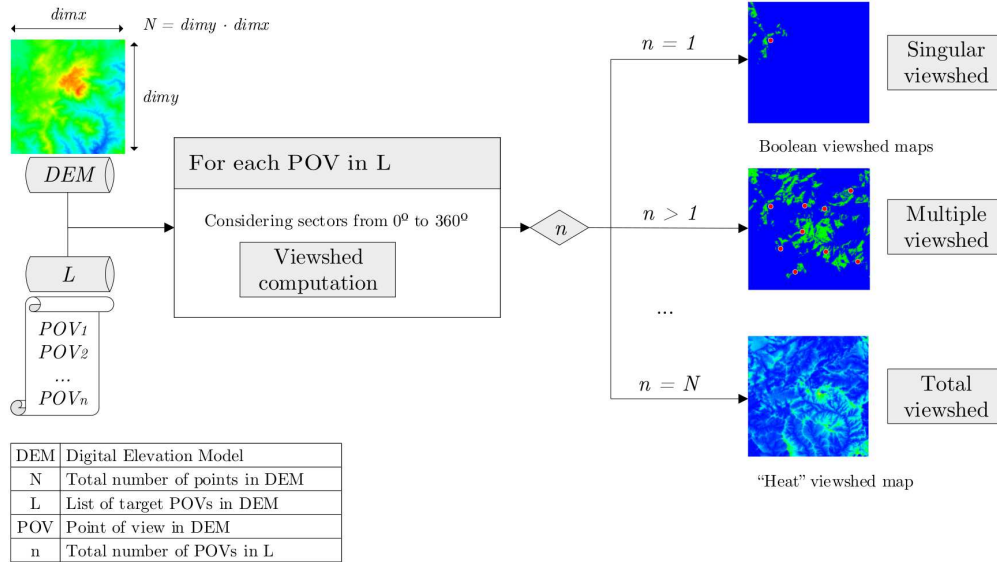 dimx
N = dimy · dimx
dimy
DEM
L
POV1
POV2
...
POVn
For each POV in L
Considering sectors from 0º to 360º
Viewshed
computation
n
n = 1
Singular
viewshed
Boolean viewshed maps
n > 1
Multiple
viewshed
...
n = N
Total
viewshed
“Heat” viewshed map
DEM Digital Elevation Model
N Total number of points in DEM
L List of target POVs in DEM
POV Point of view in DEM
n Total number of POVs in L